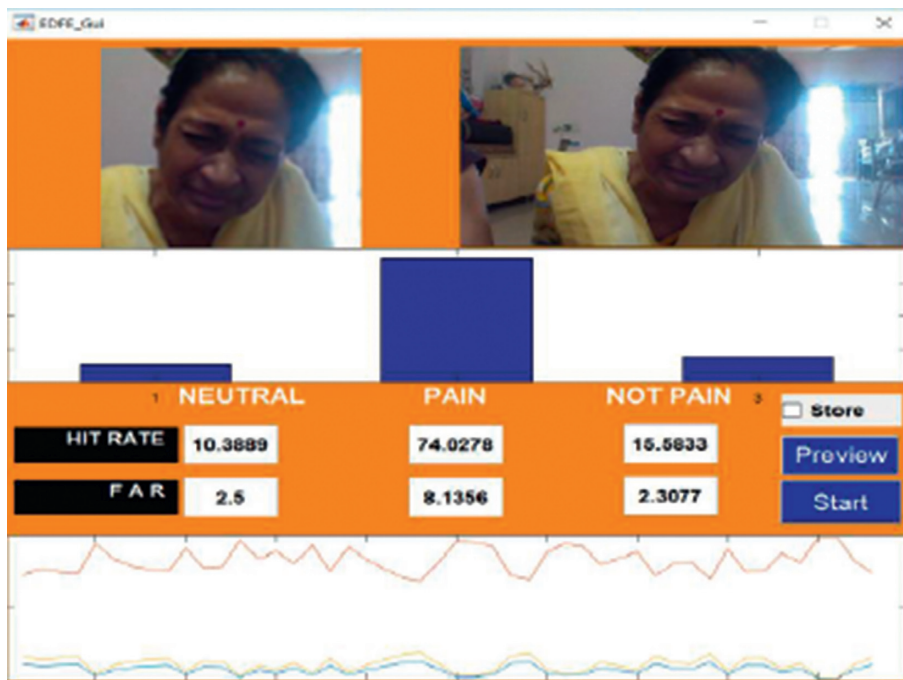 EDFE_Gui
1 NEUTRAL PAIN NOT PAIN 3
Store
HIT RATE 10.3889 74.0278 15.5833
Preview
F A R 2.5 8.1356 2.3077
Start